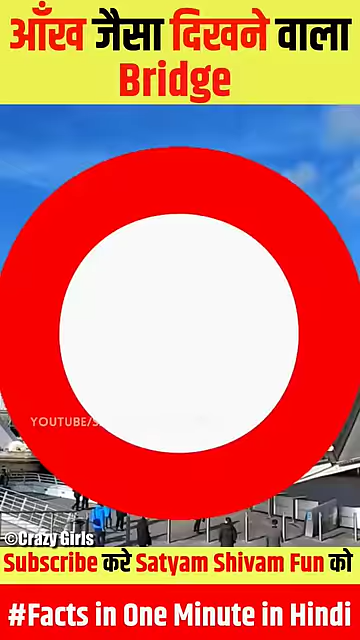 आँख जैसा दिखने वाला
Bridge
YOUTUBE/S
©Crazy Girls
Subscribe करे Satyam Shivam Fun को
#Facts in One Minute in Hindi